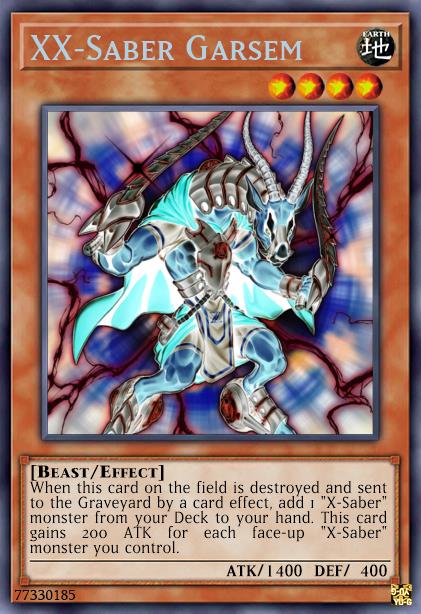 XX-Saber Garsem
EARTH
地
[Beast/Effect]
When this card on the field is destroyed and sent
to the Graveyard by a card effect, add 1 "X-Saber"
monster from your Deck to your hand. This card
gains 200 ATK for each face-up "X-Saber"
monster you control.
ATK/1400 DEF/ 400
77330185